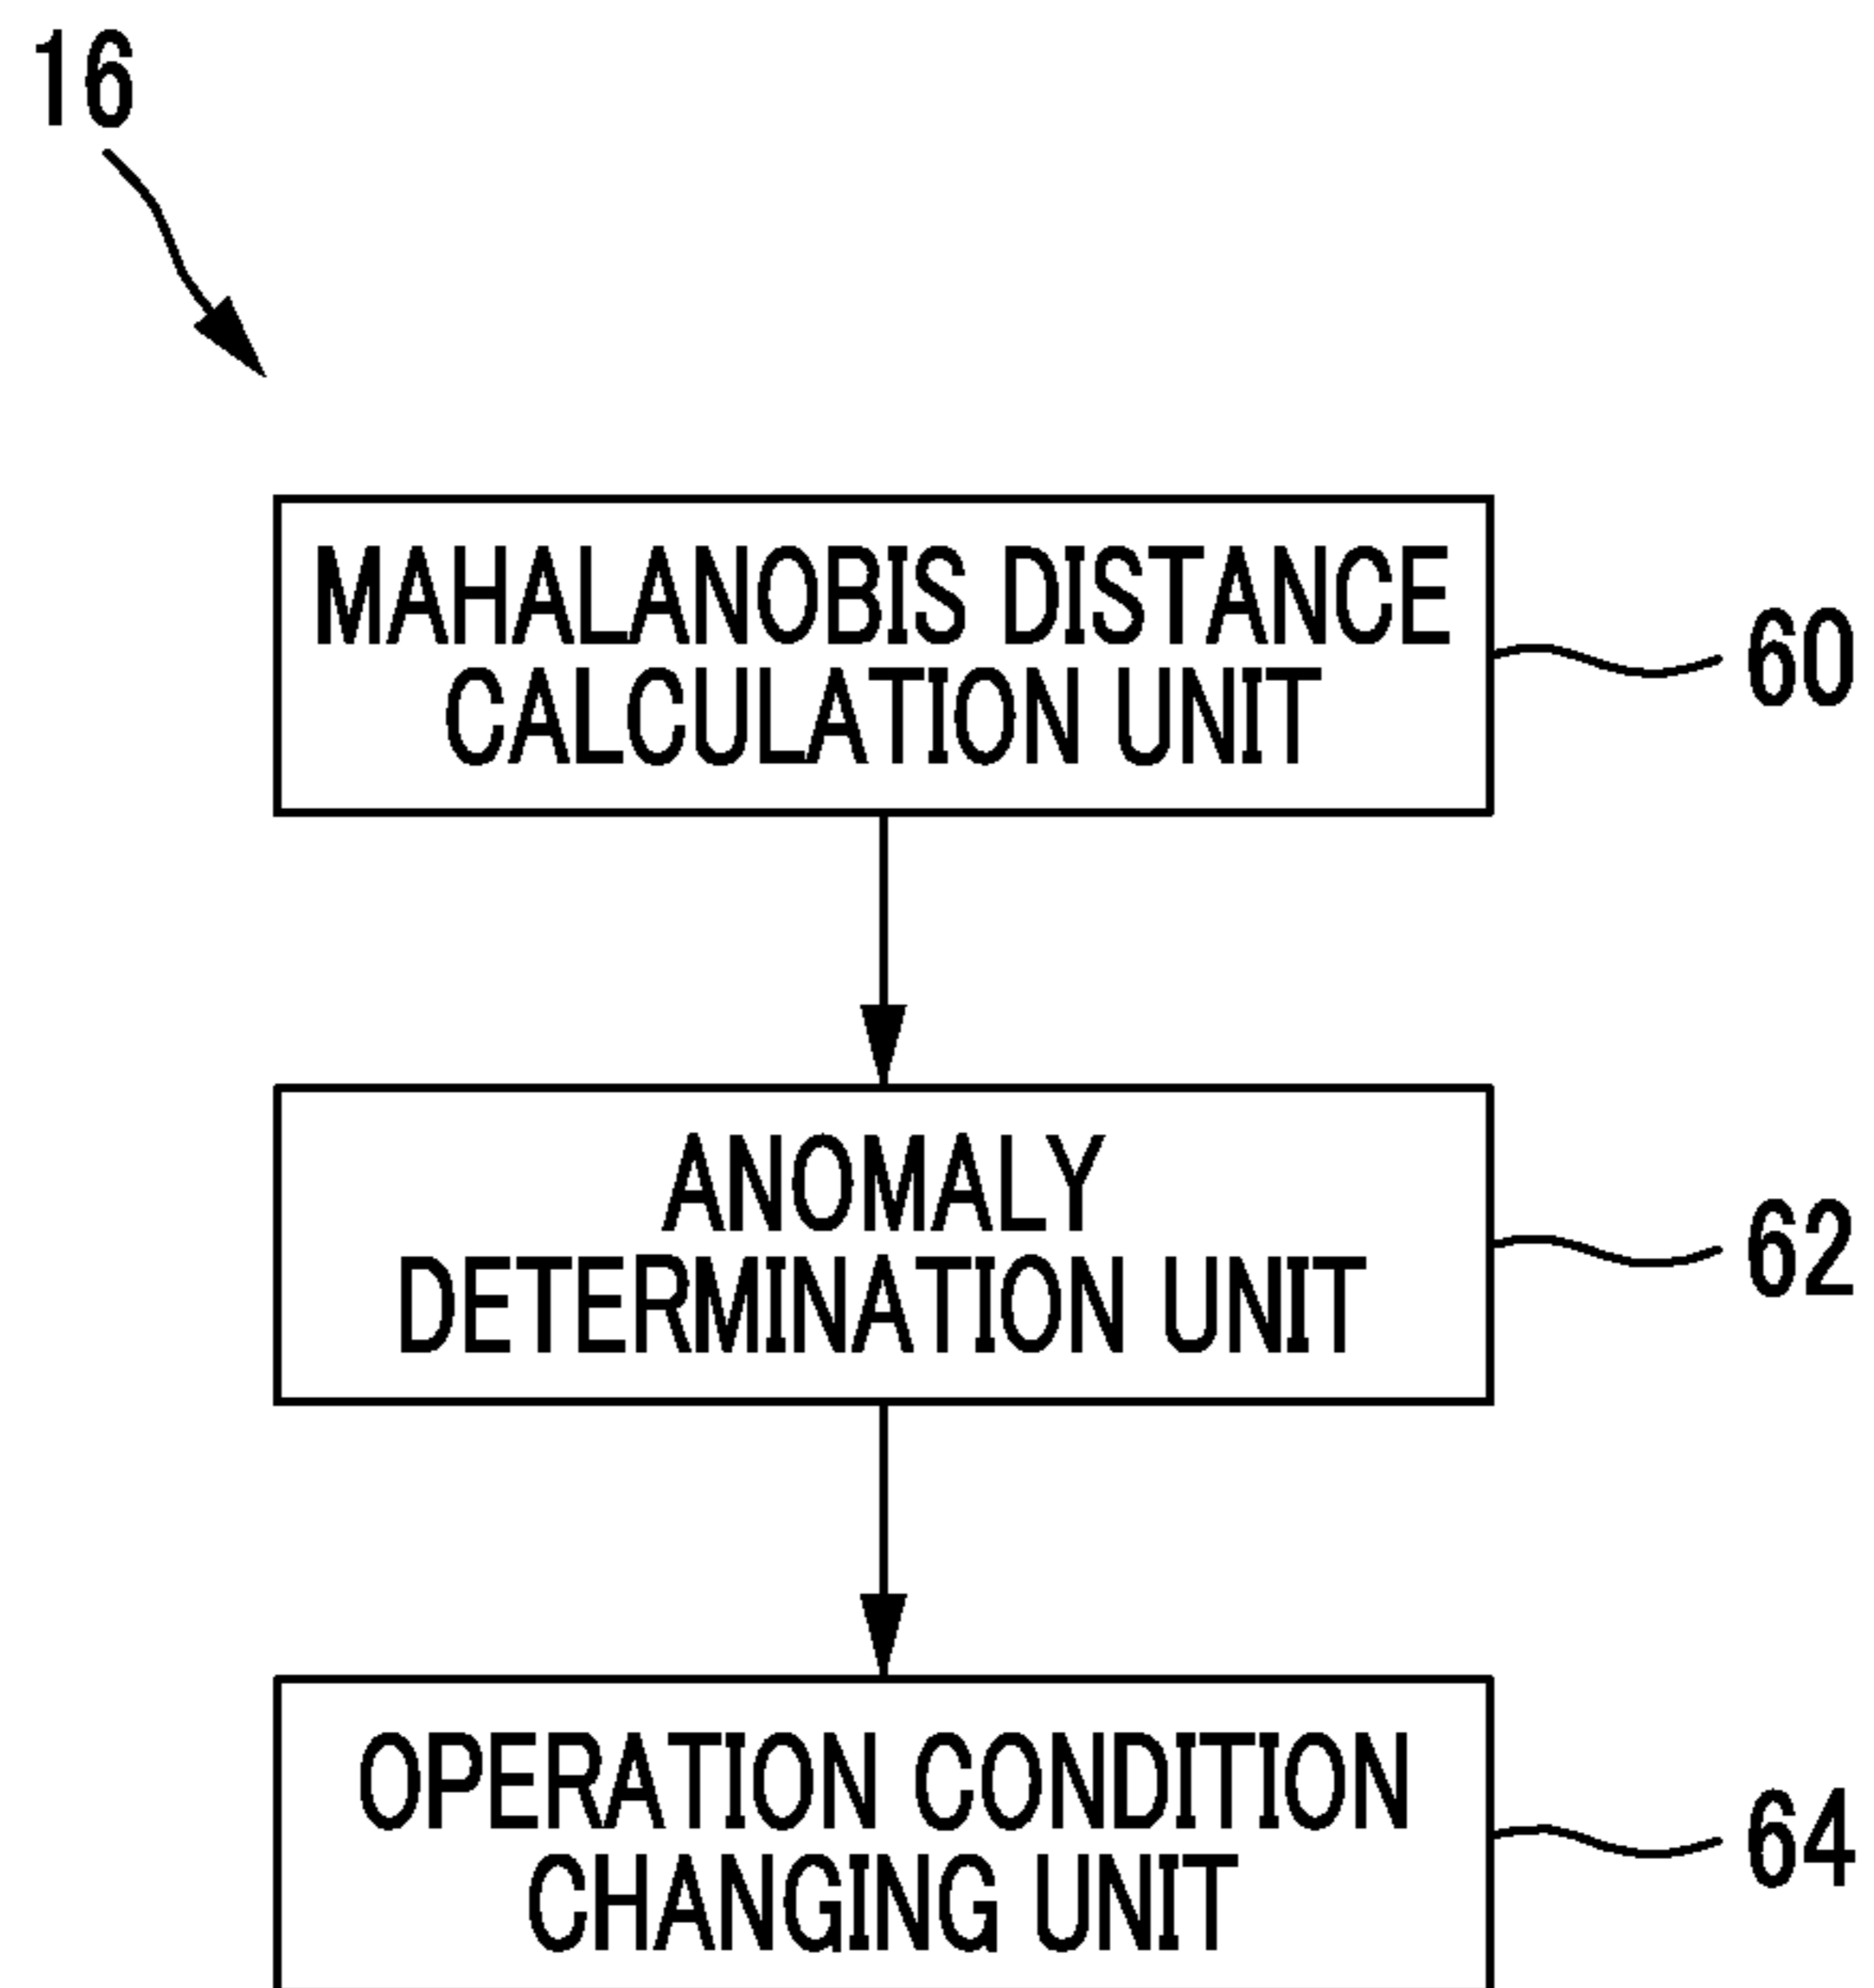 16
MAHALANOBIS DISTANCE
CALCULATION UNIT
60
ANOMALY
DETERMINATION UNIT
62
OPERATION CONDITION
CHANGING UNIT
64